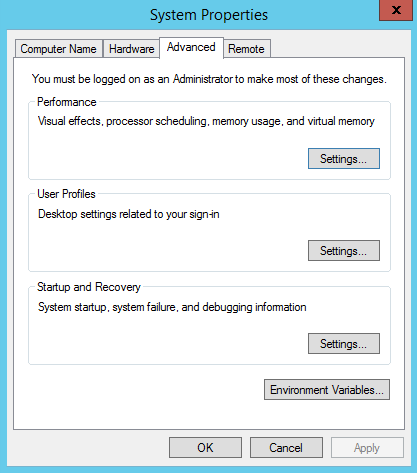 System Properties
x
Computer Name Hardware Advanced Remote
You must be logged on as an Administrator to make most of these changes.
Performance
Visual effects, processor scheduling, memory usage, and virtual memory
Settings...
User Profiles
Desktop settings related to your sign-in
Settings...
Startup and Recovery
System startup, system failure, and debugging information
Settings...
Environment Variables...
OK Cancel Apply